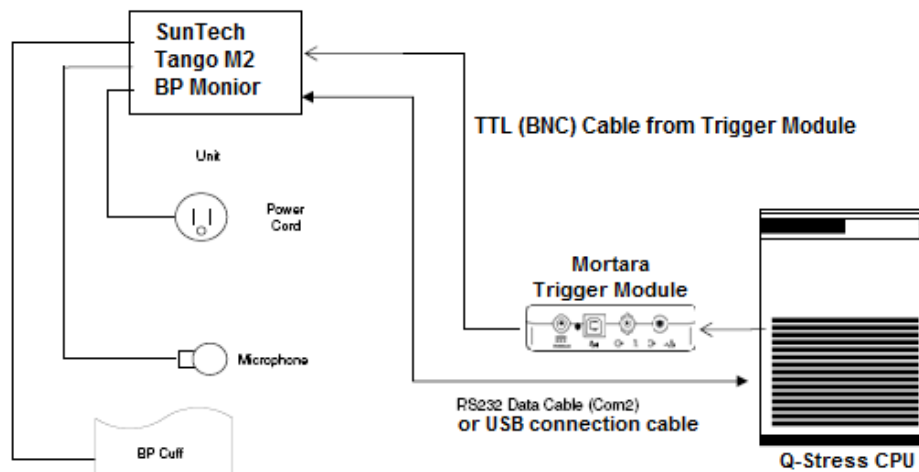 SunTech
Tango M2
BP Monior
TTL (BNC) Cable from Trigger Module
Unit
Power
Cord
Mortara
Trigger Module
Microphone
RS232 Data Cable (Com2)
or USB connection cable
BP Cuff
Q-Stress CPU